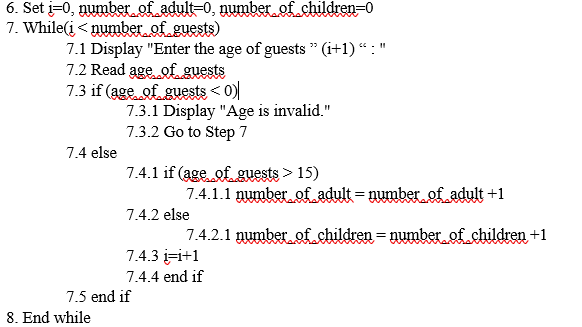 6. Set i=0, number_of_adult=0, number_of_children=0
7. While(i < number_of_guests)
7.1 Display "Enter the age of guests ” (i+1) “ : "
7.2 Read age_of_guests
7.3 if (age_of_guests < 0)
7.3.1 Display "Age is invalid."
7.3.2 Go to Step 7
7.4 else
7.4.1 if (age_of_guests > 15)
7.4.1.1 number_of_adult = number_of_adult +1
7.4.2 else
7.4.2.1 number_of_children = number_of_children +1
7.4.3 i=i+1
7.4.4 end if
7.5 end if
8. End while